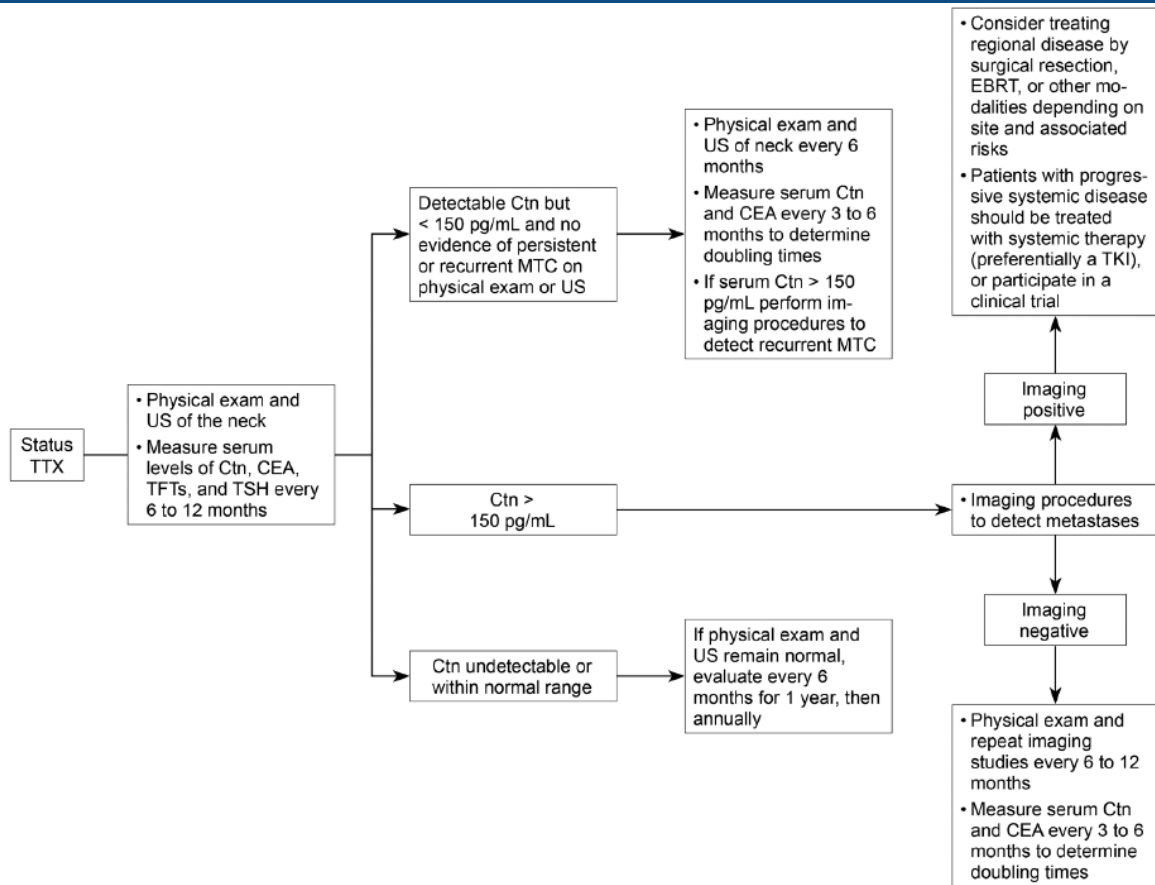 Status
TTX
• Physical exam and
US of the neck
• Measure serum
levels of Ctn, CEA,
TFTs, and TSH every
6 to 12 months
Detectable Ctn but
< 150 pg/mL and no
evidence of persistent
or recurrent MTC on
physical exam or US
• Physical exam and
US of neck every 6
months
• Measure serum Ctn
and CEA every 3 to 6
months to determine
doubling times
• If serum Ctn > 150
pg/mL perform im-
aging procedures to
detect recurrent MTC
Ctn >
150 pg/mL
• Imaging procedures
to detect metastases
Imaging
positive
• Consider treating
regional disease by
surgical resection,
EBRT, or other mo-
dalities depending on
site and associated
risks
• Patients with progres-
sive systemic disease
should be treated
with systemic therapy
(preferentially a TKI),
or participate in a
clinical trial
Imaging
negative
• Physical exam and
repeat imaging
studies every 6 to 12
months
• Measure serum Ctn
and CEA every 3 to 6
months to determine
doubling times
Ctn undetectable or
within normal range
If physical exam and
US remain normal,
evaluate every 6
months for 1 year, then
annually